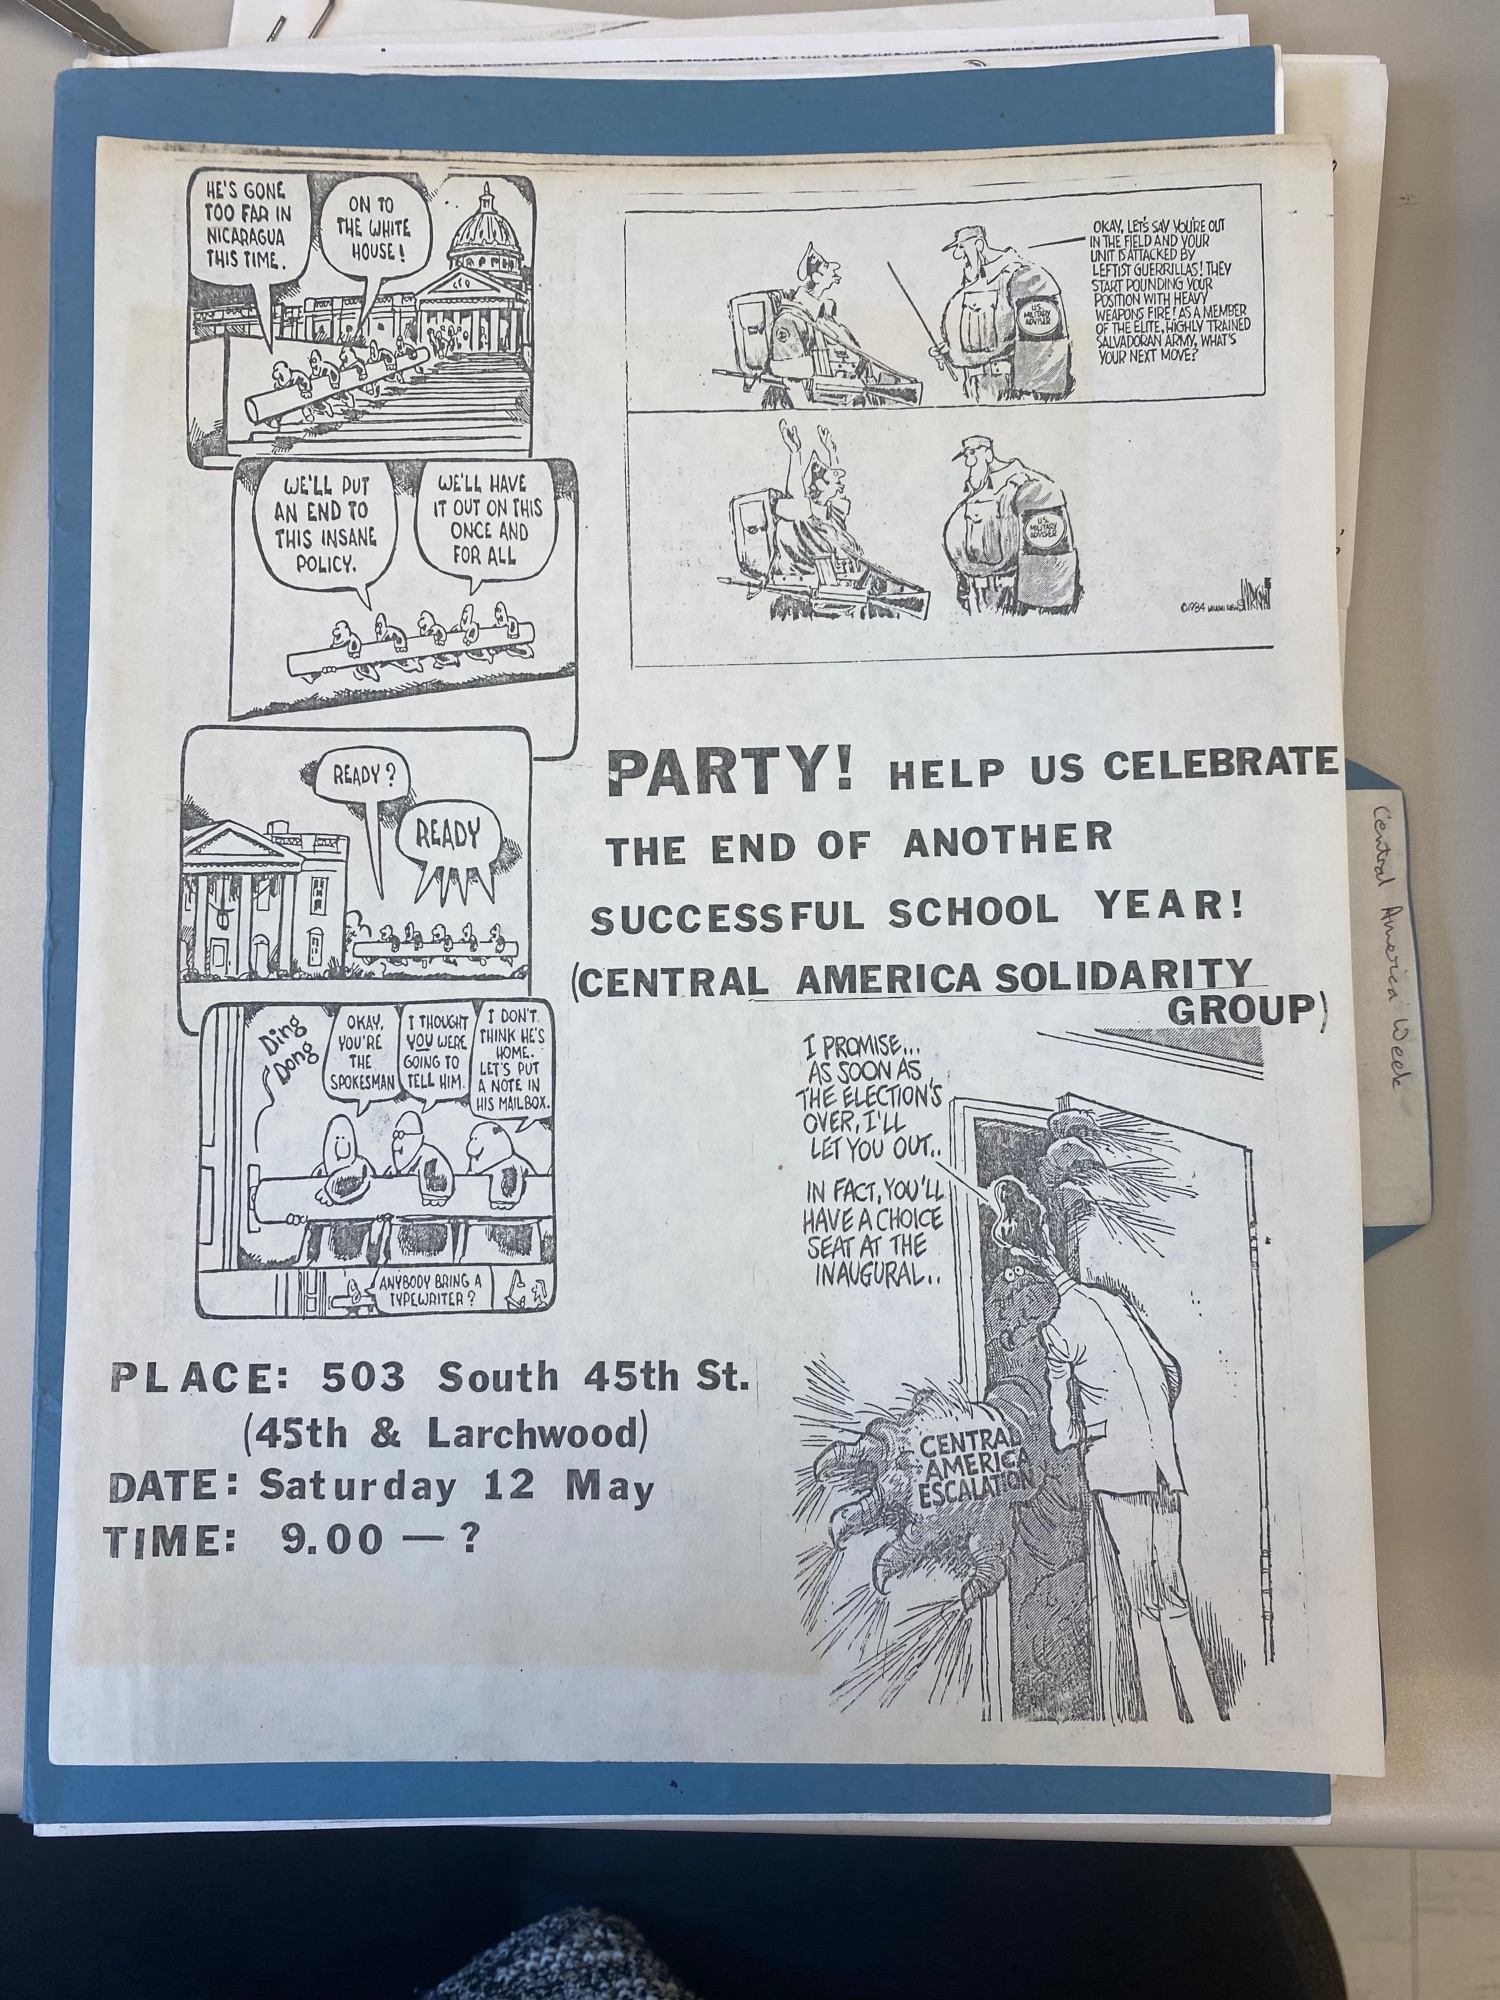 HE'S GONE
TOO FAR IN
NICARAGUA
THIS TIME.
ON TO
THE WHITE
HOUSE!
WE'LL PUT
AN END TO
THIS INSANE
POLICY.
WE'LL HAVE
IT OUT ON THIS
ONCE AND
FOR ALL
READY?
READY
Ding
Dong
OKAY,
YOU'RE
THE
SPOKESMAN
I THOUGHT
YOU WERE
GOING TO
TELL HIM.
I DON'T
THINK HE'S
HOME.
LET'S PUT
A NOTE IN
HIS MAILBOX.
ANYBODY BRING A
TYPEWRITER?
OKAY, LET'S SAY YOU'RE OUT
IN THE FIELD AND YOUR
UNIT IS ATTACKED BY
LEFTIST GUERRILLAS! THEY
START POUNDING YOUR
POSITION WITH HEAVY
WEAPONS FIRE! AS A MEMBER
OF THE ELITE, HIGHLY TRAINED
SALVADORAN ARMY, WHAT'S
YOUR NEXT MOVE?
U.S.
MILITARY
ADVISER
U.S.
MILITARY
ADVISER
©1984 MIAMI NEWS
PARTY! HELP US CELEBRATE
THE END OF ANOTHER
SUCCESSFUL SCHOOL YEAR!
(CENTRAL AMERICA SOLIDARITY
GROUP)
I PROMISE...
AS SOON AS
THE ELECTION'S
OVER, I'LL
LET YOU OUT..
IN FACT, YOU'LL
HAVE A CHOICE
SEAT AT THE
INAUGURAL..
CENTRAL
AMERICA
ESCALATION
PLACE: 503 South 45th St.
(45th & Larchwood)
DATE: Saturday 12 May
TIME: 9.00 — ?
Central America Week